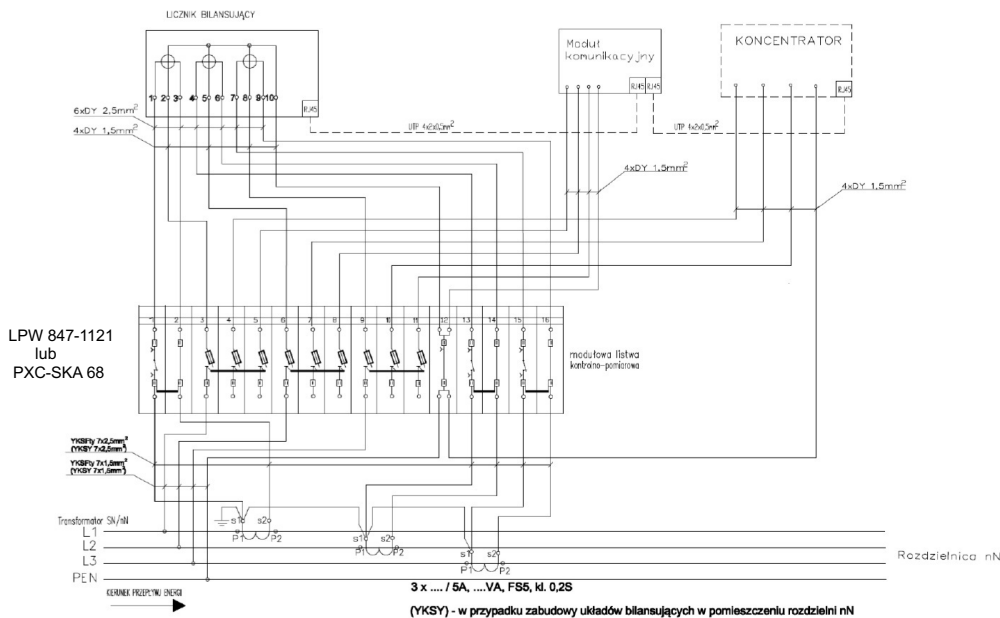 LICZNIK BILANSUJĄCY
1 2 3 4 5 6 7 8 9 10
RJ45
6xDY 2,5mm²
4xDY 1,5mm²
Moduł
komunikacyjny
RJ45 RJ45
KONCENTRATOR
RJ45
UTP 4x2x0,5mm²
UTP 4x2x0,5mm²
4xDY 1.5mm²
4xDY 1.5mm²
LPW 847-1121
lub
PXC-SKA 68
1 2 3 4 5 6 7 8 9 10 11 12 13 14 15 16
modułowa listwa
kontrolno-pomiarowa
YKSFty 7x2,5mm²
(YKSY 7x2,5mm²)
YKSFty 7x1,5mm²
(YKSY 7x1,5mm²)
Transformator SN/nN
L1
L2
L3
PEN
s1 s2
P1 P2
s1 s2
P1 P2
s1 s2
P1 P2
Rozdzielnica nN
KIERUNEK PRZEPŁYWU ENERGII
3 x .... / 5A, ....VA, FS5, kl. 0,2S
(YKSY) - w przypadku zabudowy układów bilansujących w pomieszczeniu rozdzielni nN